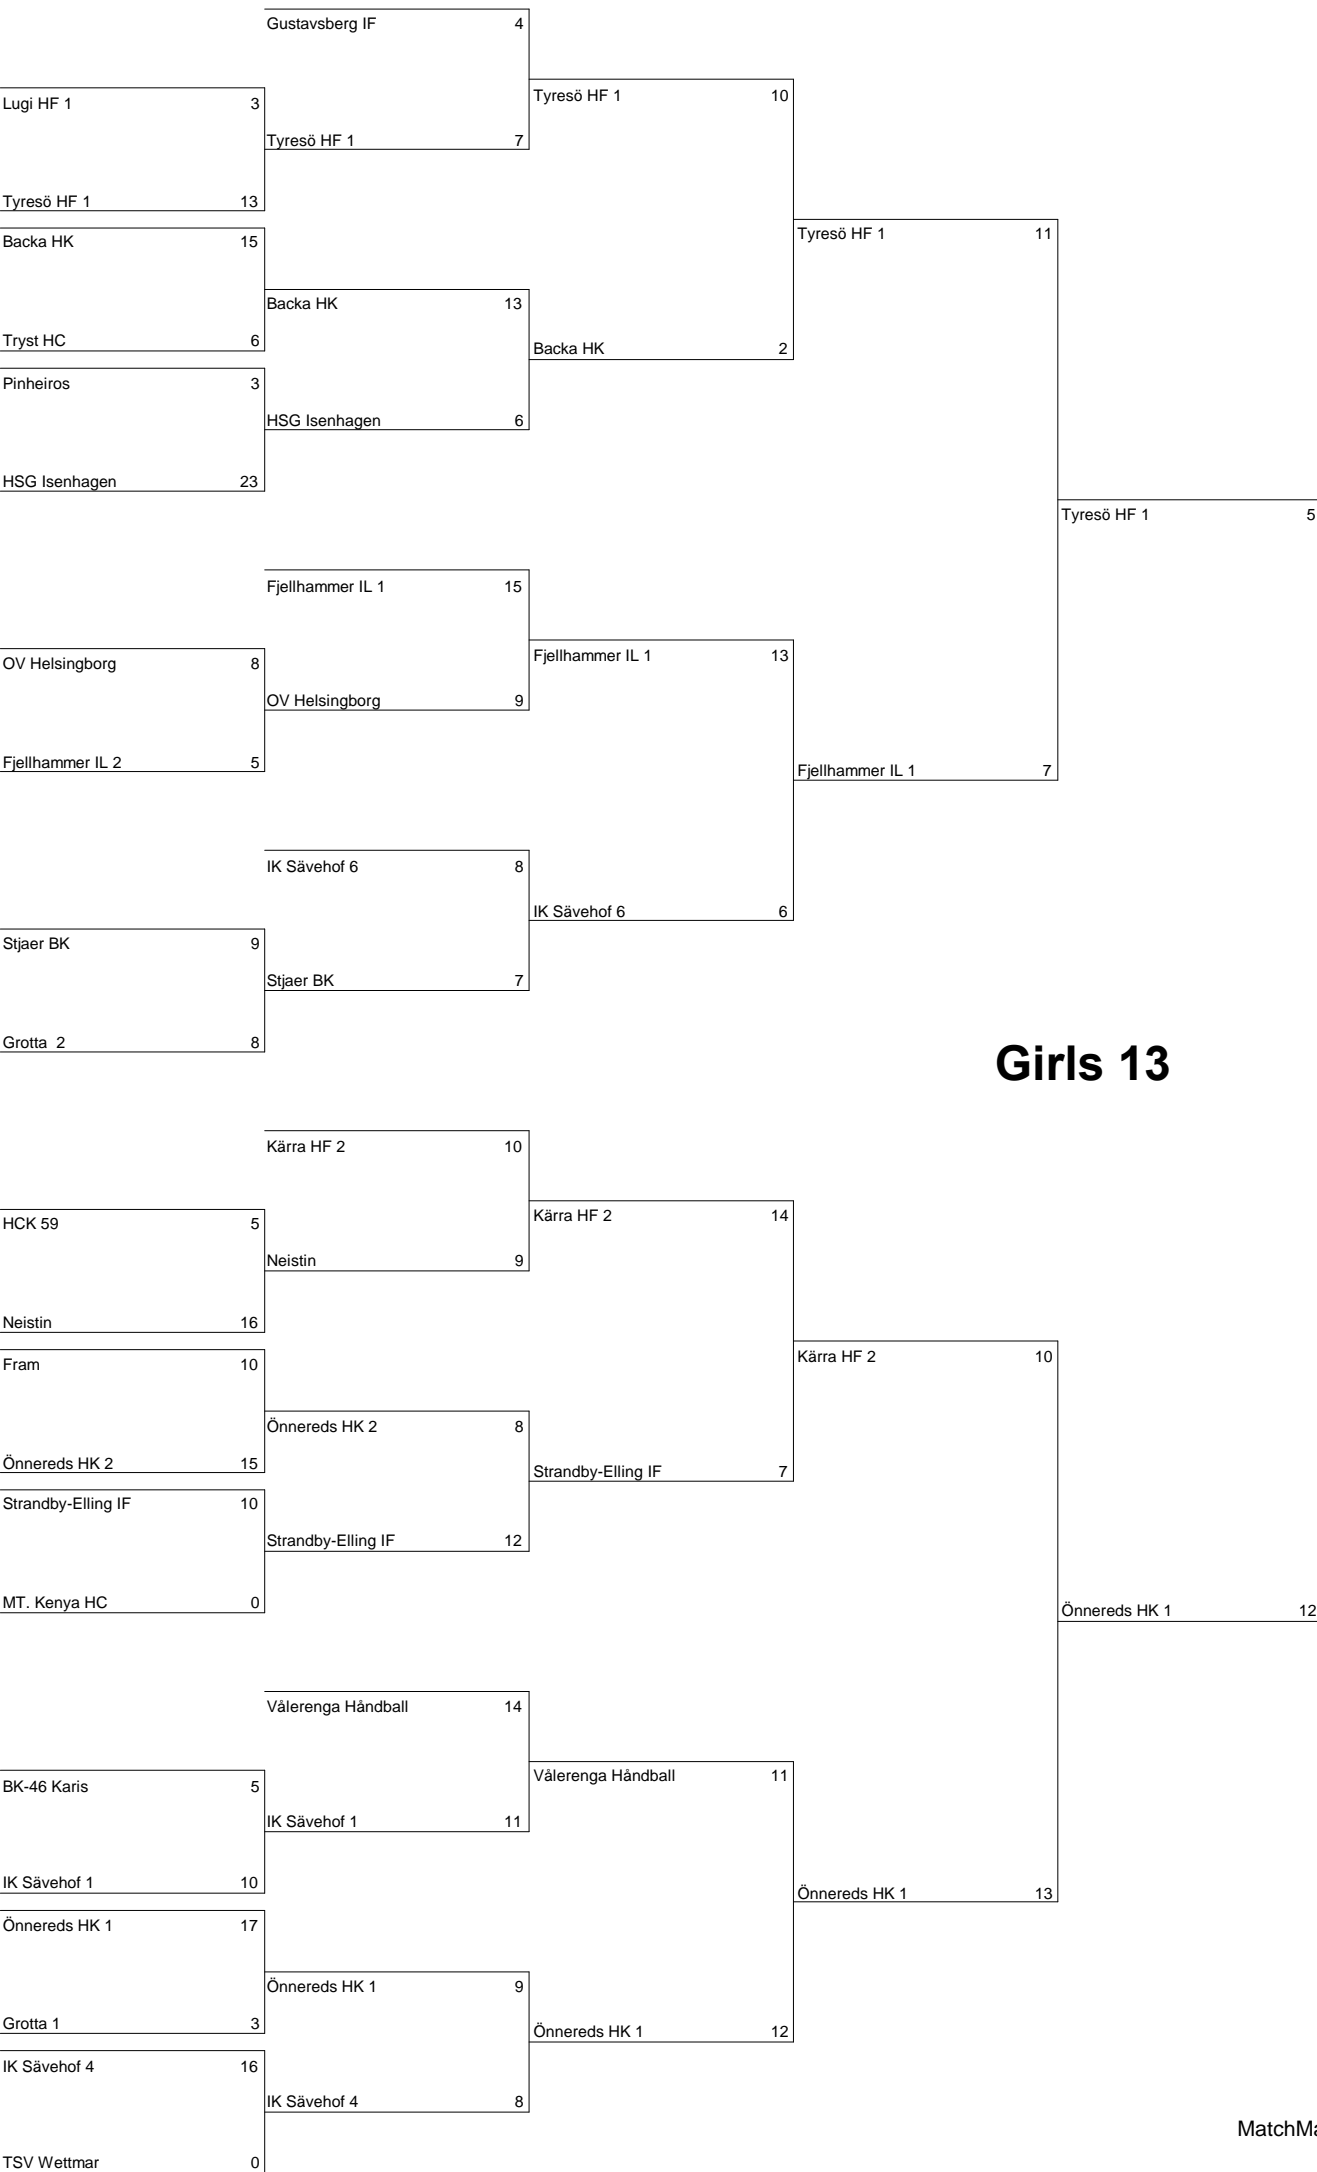 Gustavsberg IF 4
Lugi HF 1 3
Tyresö HF 1 10
Tyresö HF 1 7
Tyresö HF 1 13
Backa HK 15
Tyresö HF 1 11
Backa HK 13
Tryst HC 6
Backa HK 2
Pinheiros 3
HSG Isenhagen 6
HSG Isenhagen 23
Tyresö HF 1 5
Fjellhammer IL 1 15
OV Helsingborg 8
Fjellhammer IL 1 13
OV Helsingborg 9
Fjellhammer IL 2 5
Fjellhammer IL 1 7
IK Sävehof 6 8
IK Sävehof 6 6
Stjaer BK 9
Stjaer BK 7
Grotta 2 8
Girls 13
Kärra HF 2 10
HCK 59 5
Kärra HF 2 14
Neistin 9
Neistin 16
Fram 10
Kärra HF 2 10
Önnereds HK 2 8
Önnereds HK 2 15
Strandby-Elling IF 7
Strandby-Elling IF 10
Strandby-Elling IF 12
MT. Kenya HC 0
Önnereds HK 1 12
Vålerenga Håndball 14
BK-46 Karis 5
Vålerenga Håndball 11
IK Sävehof 1 11
IK Sävehof 1 10
Önnereds HK 1 13
Önnereds HK 1 17
Önnereds HK 1 9
Grotta 1 3
Önnereds HK 1 12
IK Sävehof 4 16
IK Sävehof 4 8
MatchMa
TSV Wettmar 0